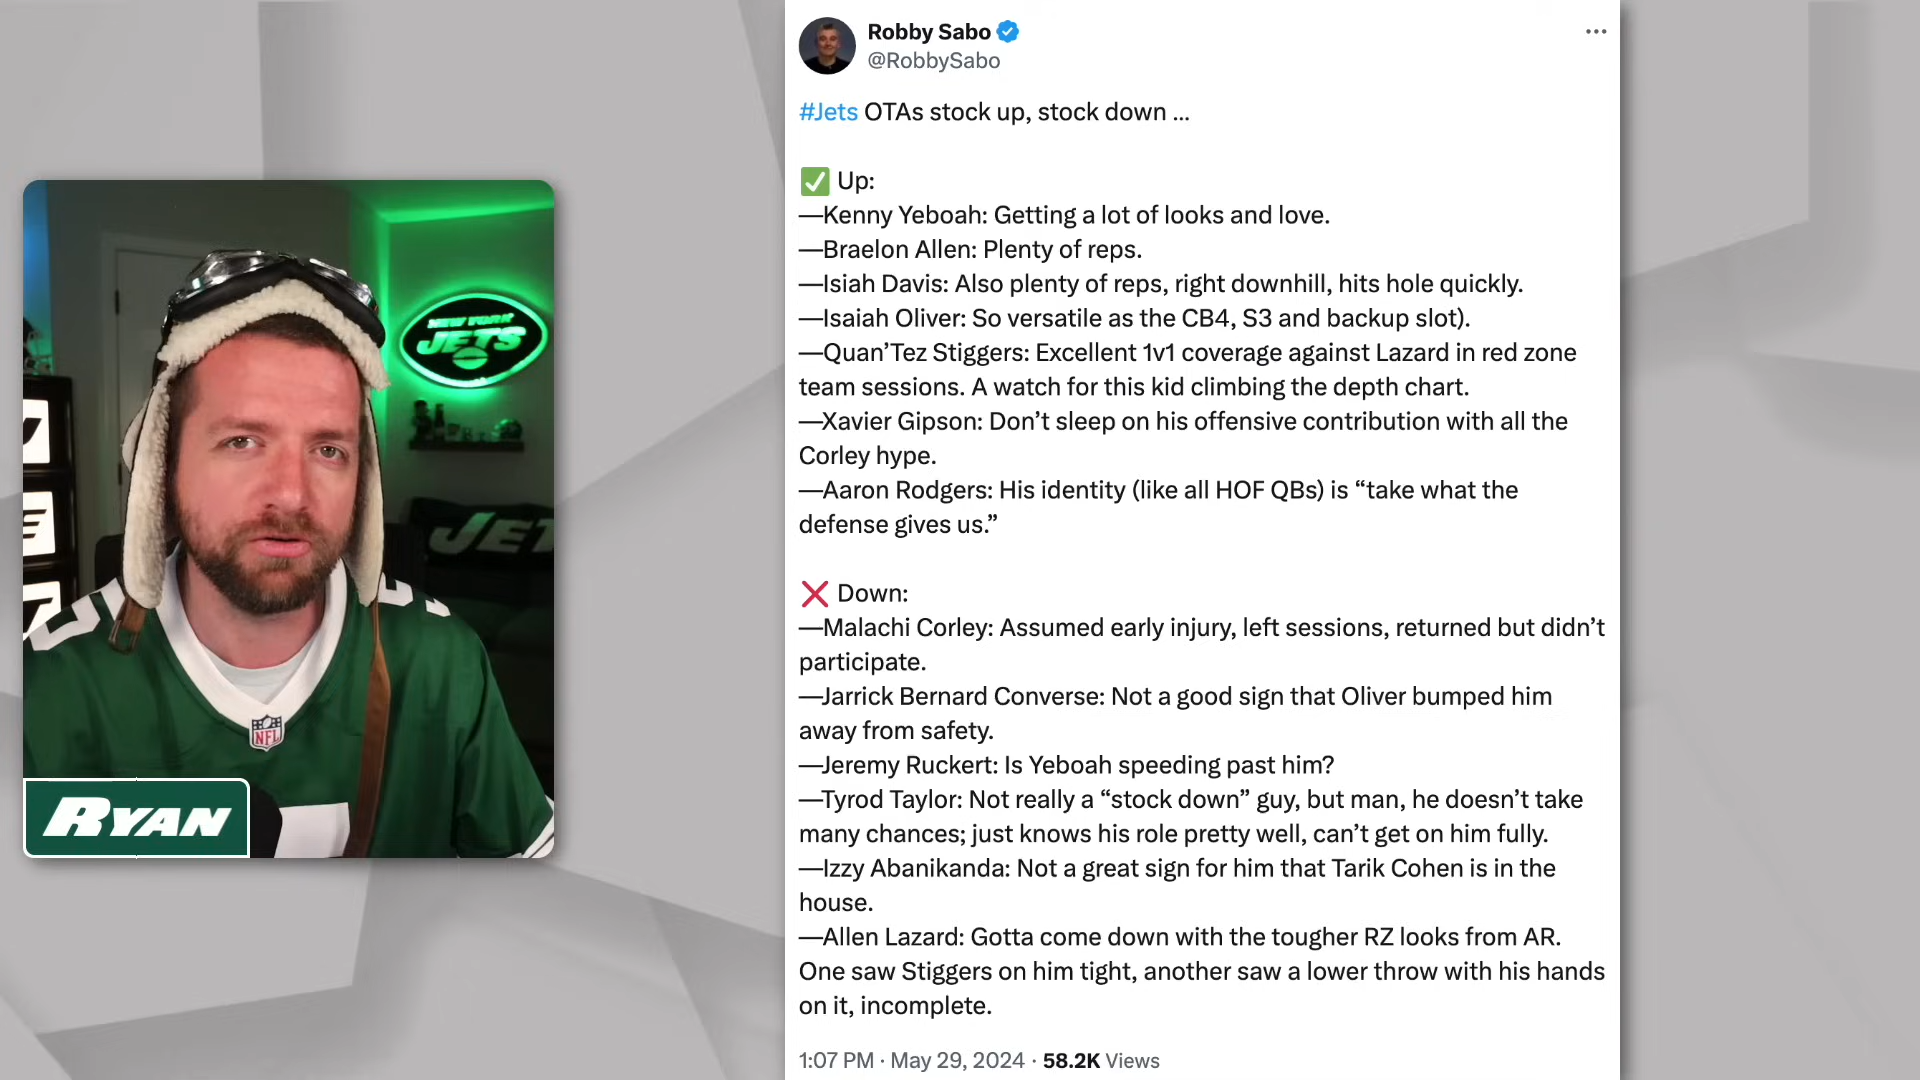 Robby Sabo
@RobbySabo
#Jets OTAs stock up, stock down ...
✅ Up:
—Kenny Yeboah: Getting a lot of looks and love.
—Braelon Allen: Plenty of reps.
—Isiah Davis: Also plenty of reps, right downhill, hits hole quickly.
—Isaiah Oliver: So versatile as the CB4, S3 and backup slot).
—Quan’Tez Stiggers: Excellent 1v1 coverage against Lazard in red zone
team sessions. A watch for this kid climbing the depth chart.
—Xavier Gipson: Don’t sleep on his offensive contribution with all the
Corley hype.
—Aaron Rodgers: His identity (like all HOF QBs) is “take what the
defense gives us.”
❌ Down:
—Malachi Corley: Assumed early injury, left sessions, returned but didn’t
participate.
—Jarrick Bernard Converse: Not a good sign that Oliver bumped him
away from safety.
—Jeremy Ruckert: Is Yeboah speeding past him?
—Tyrod Taylor: Not really a “stock down” guy, but man, he doesn’t take
many chances; just knows his role pretty well, can’t get on him fully.
—Izzy Abanikanda: Not a great sign for him that Tarik Cohen is in the
house.
—Allen Lazard: Gotta come down with the tougher RZ looks from AR.
One saw Stiggers on him tight, another saw a lower throw with his hands
on it, incomplete.
1:07 PM · May 29, 2024 · 58.2K Views
NEW YORK
JETS
JET
NFL
RYAN